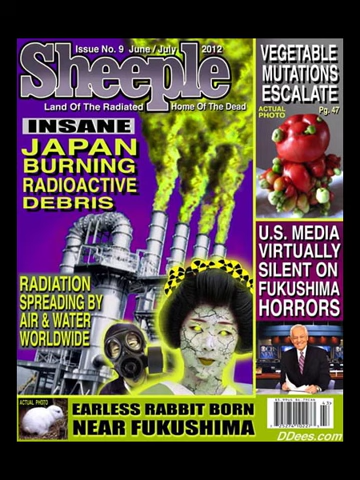 Issue No. 9 June / July 2012
Sheeple
Land Of The Radiated Home Of The Dead
INSANE
JAPAN
BURNING
RADIOACTIVE
DEBRIS
RADIATION
SPREADING BY
AIR & WATER
WORLDWIDE
VEGETABLE
MUTATIONS
ESCALATE
ACTUAL
PHOTO
Pg. 47
U.S. MEDIA
VIRTUALLY
SILENT ON
FUKUSHIMA
HORRORS
ACTUAL PHOTO
EARLESS RABBIT BORN
NEAR FUKUSHIMA
DDees.com